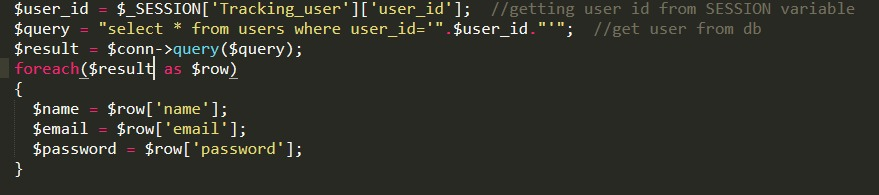 $user_id = $_SESSION['Tracking_user']['user_id'];  //getting user id from SESSION variable
$query = "select * from users where user_id='".$user_id."'";  //get user from db
$result = $conn->query($query);
foreach($result as $row)
{
  $name = $row['name'];
  $email = $row['email'];
  $password = $row['password'];
}